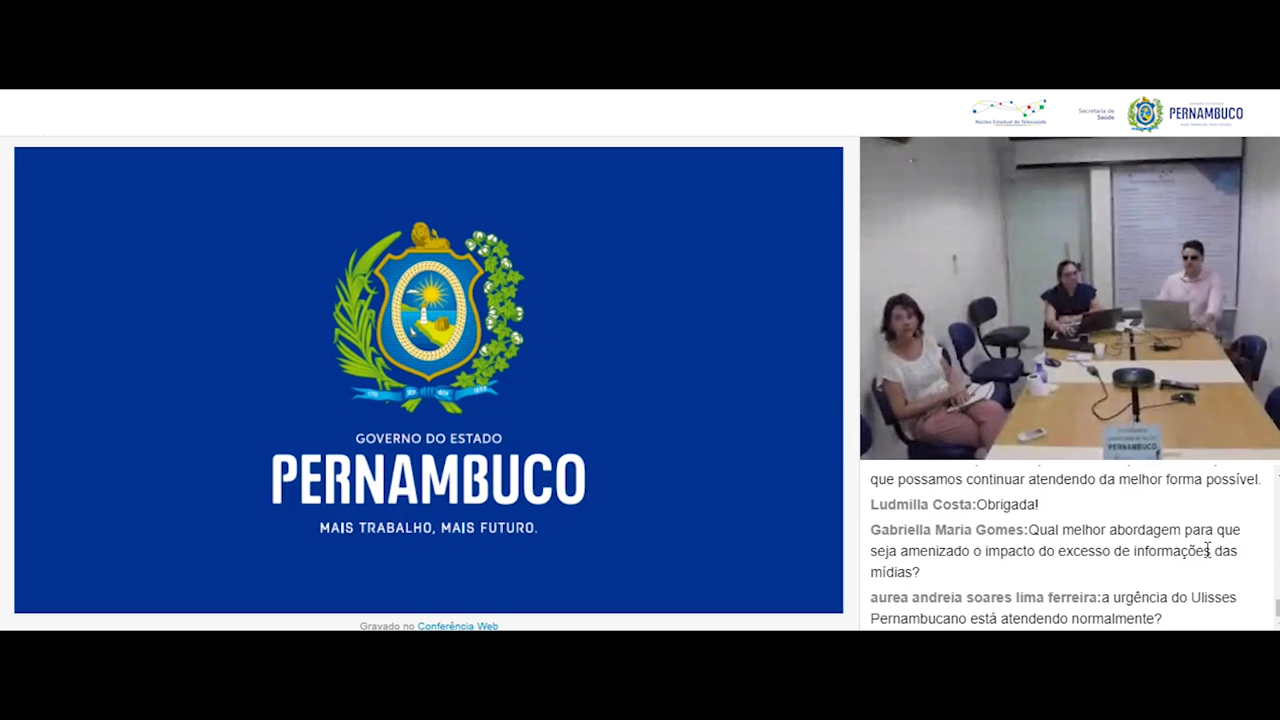 Núcleo Estadual de Telessaúde
Secretaria de
Saúde
PERNAMBUCO
GOVERNO DO ESTADO
PERNAMBUCO
MAIS TRABALHO, MAIS FUTURO.
Gravado no Conferência Web
PERNAMBUCO
que possamos continuar atendendo da melhor forma possível.
Ludmilla Costa:Obrigada!
Gabriella Maria Gomes:Qual melhor abordagem para que
seja amenizado o impacto do excesso de informações das
mídias?
aurea andreia soares lima ferreira:a urgência do Ulisses
Pernambucano está atendendo normalmente?